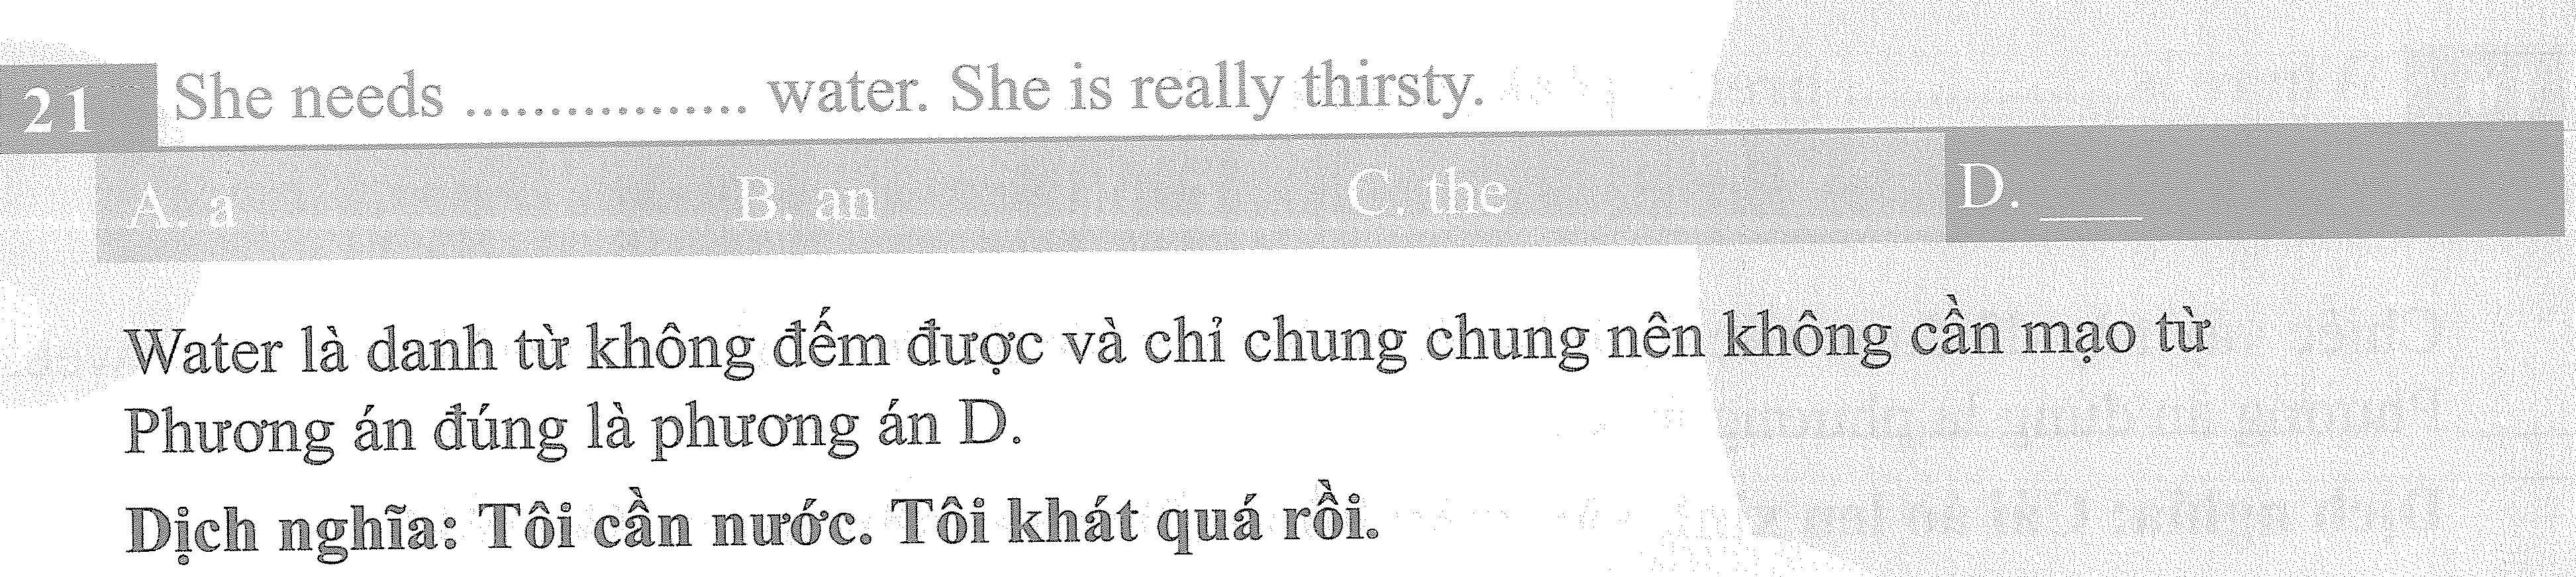 21 She needs ................. water. She is really thirsty.
A. a B. an C. the D. ____
Water là danh từ không đếm được và chỉ chung chung nên không cần mạo từ
Phương án đúng là phương án D.
Dịch nghĩa: Tôi cần nước. Tôi khát quá rồi.